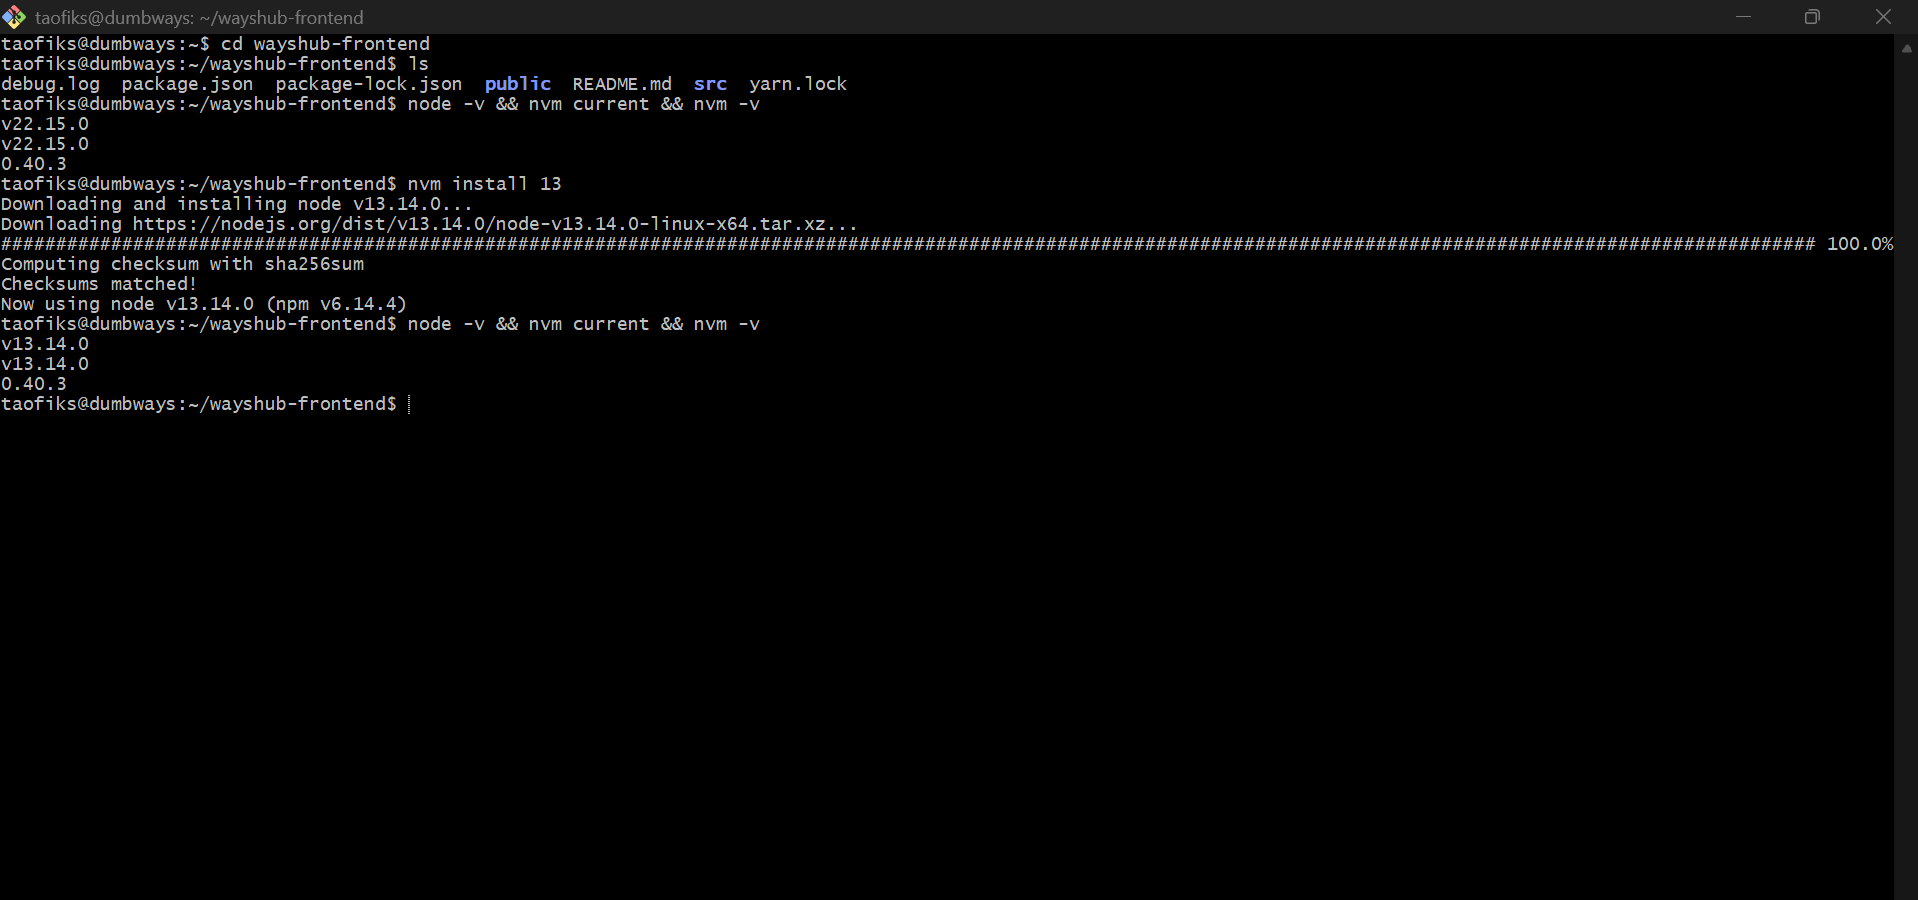 taofiks@dumbways: ~/wayshub-frontend
taofiks@dumbways:~$ cd wayshub-frontend
taofiks@dumbways:~/wayshub-frontend$ ls
debug.log  package.json  package-lock.json  public  README.md  src  yarn.lock
taofiks@dumbways:~/wayshub-frontend$ node -v && nvm current && nvm -v
v22.15.0
v22.15.0
0.40.3
taofiks@dumbways:~/wayshub-frontend$ nvm install 13
Downloading and installing node v13.14.0...
Downloading https://nodejs.org/dist/v13.14.0/node-v13.14.0-linux-x64.tar.xz...
##################################################################################################################################################################### 100.0%
Computing checksum with sha256sum
Checksums matched!
Now using node v13.14.0 (npm v6.14.4)
taofiks@dumbways:~/wayshub-frontend$ node -v && nvm current && nvm -v
v13.14.0
v13.14.0
0.40.3
taofiks@dumbways:~/wayshub-frontend$